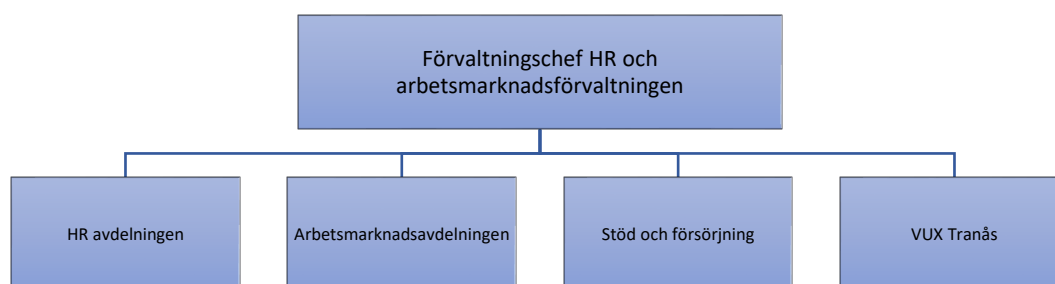 Förvaltningschef HR och
arbetsmarknadsförvaltningen
HR avdelningen
Arbetsmarknadsavdelningen
Stöd och försörjning
VUX Tranås